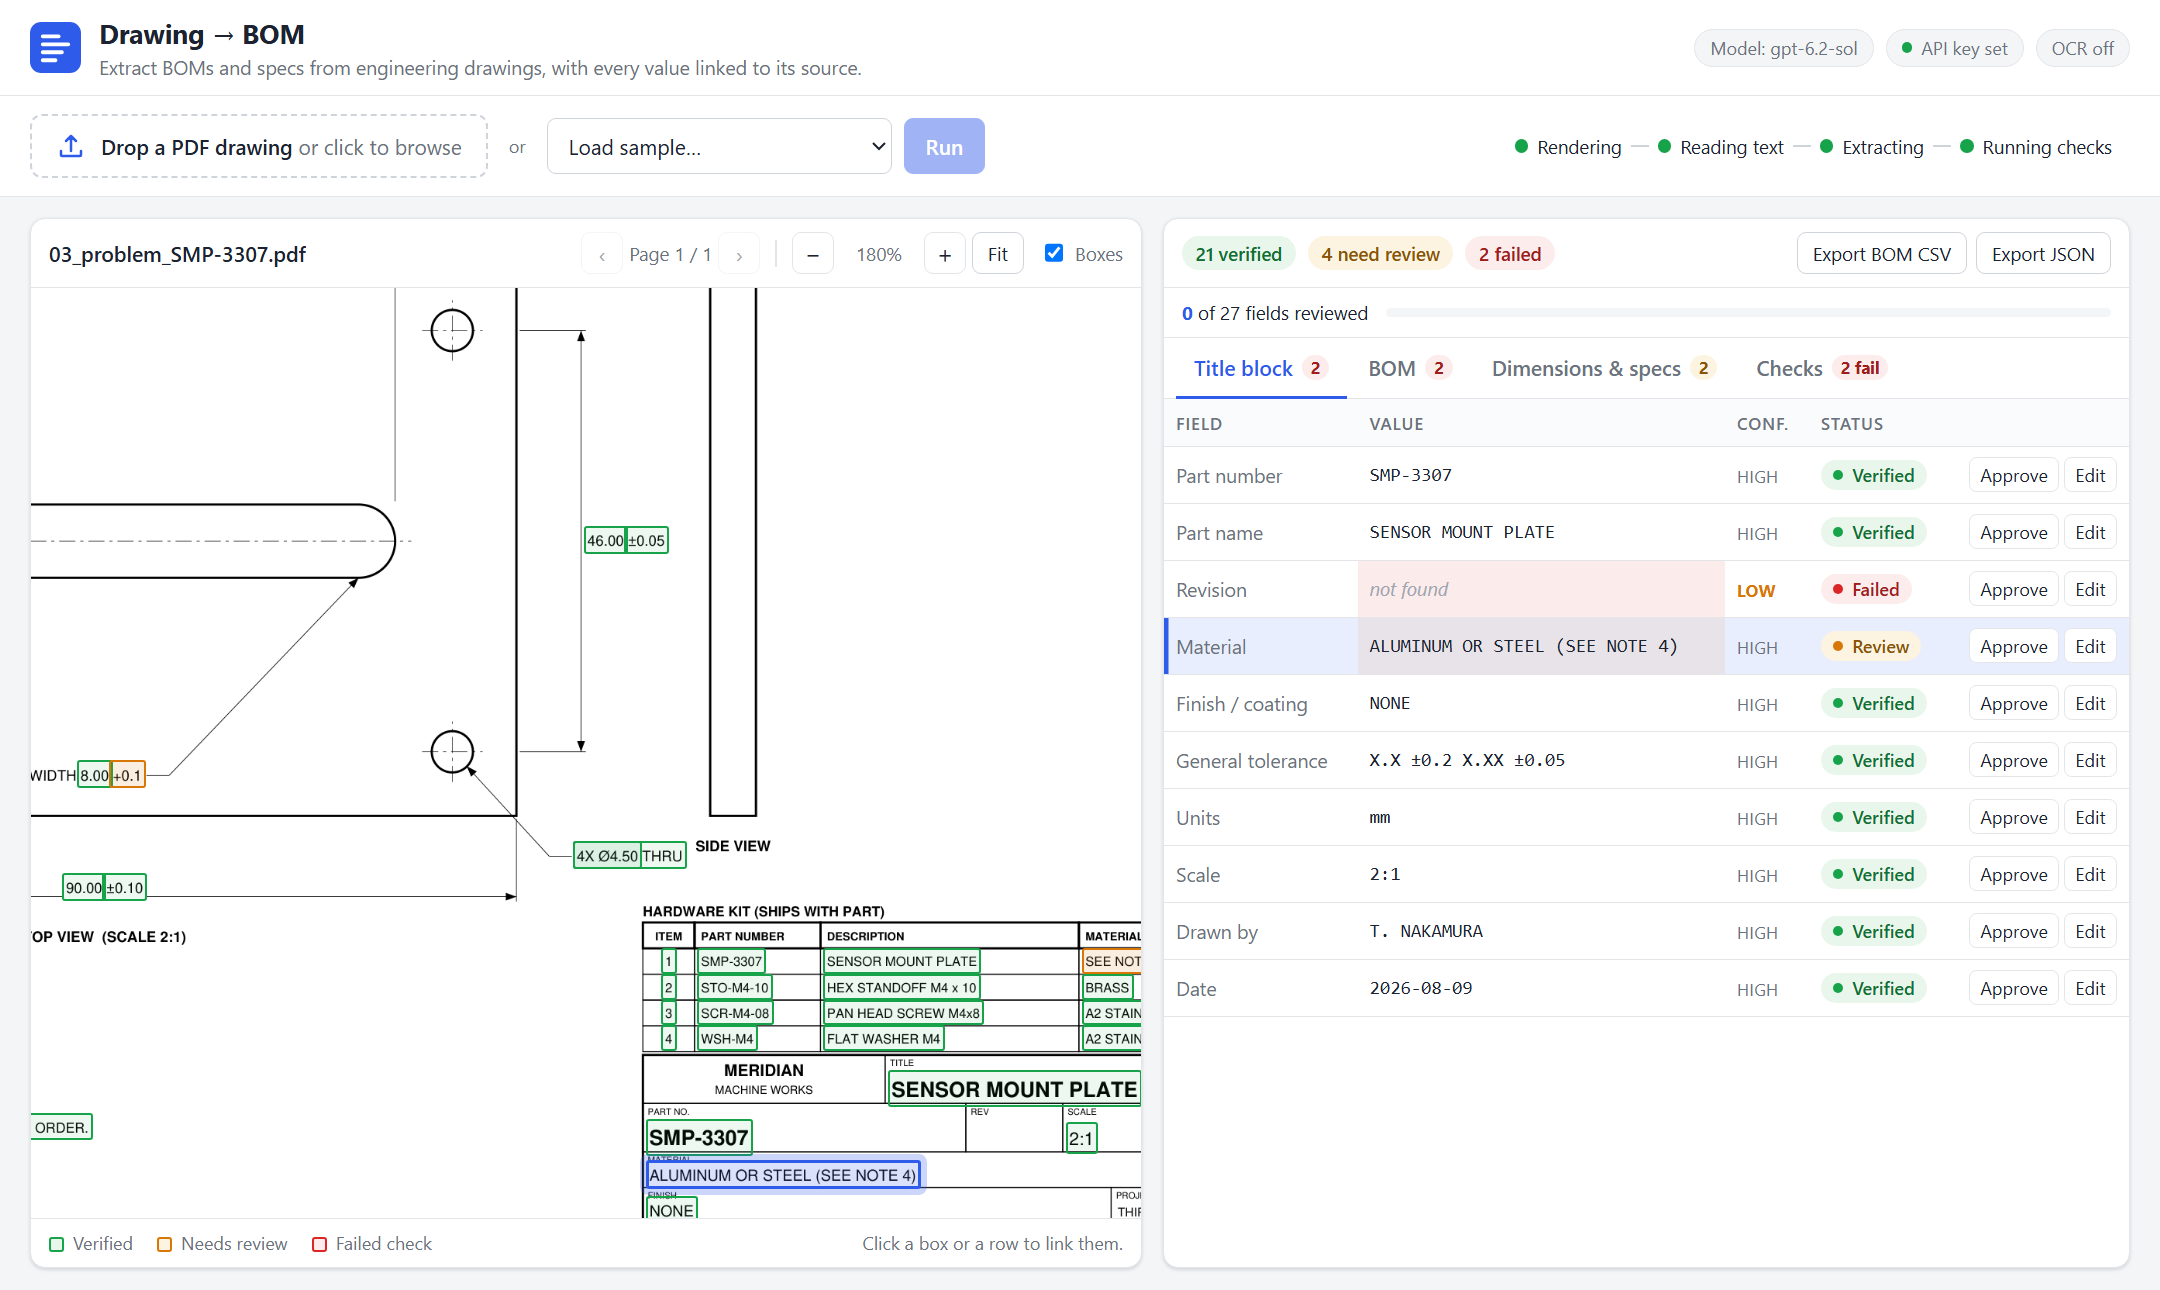 Drawing → BOM
Extract BOMs and specs from engineering drawings, with every value linked to its source.
Model: gpt-6.2-sol
API key set
OCR off
Drop a PDF drawing or click to browse
or
Load sample...
Run
Rendering — Reading text — Extracting — Running checks
03_problem_SMP-3307.pdf
‹ Page 1 / 1 ›
− 180% + Fit
Boxes
46.00 ±0.05
WIDTH 8.00 +0.1
4X Ø4.50 THRU
SIDE VIEW
90.00 ±0.10
OP VIEW (SCALE 2:1)
HARDWARE KIT (SHIPS WITH PART)
ITEM PART NUMBER DESCRIPTION MATERIAL
1 SMP-3307 SENSOR MOUNT PLATE SEE NOT
2 STO-M4-10 HEX STANDOFF M4 x 10 BRASS
3 SCR-M4-08 PAN HEAD SCREW M4x8 A2 STAIN
4 WSH-M4 FLAT WASHER M4 A2 STAIN
MERIDIAN
MACHINE WORKS
TITLE
SENSOR MOUNT PLATE
PART NO. REV SCALE
SMP-3307 2:1
ORDER.
MATERIAL
ALUMINUM OR STEEL (SEE NOTE 4)
FINISH PROJ
NONE THIR
Verified
Needs review
Failed check
Click a box or a row to link them.
21 verified
4 need review
2 failed
Export BOM CSV
Export JSON
0 of 27 fields reviewed
Title block 2
BOM 2
Dimensions & specs 2
Checks 2 fail
FIELD VALUE CONF. STATUS
Part number SMP-3307 HIGH Verified Approve Edit
Part name SENSOR MOUNT PLATE HIGH Verified Approve Edit
Revision not found LOW Failed Approve Edit
Material ALUMINUM OR STEEL (SEE NOTE 4) HIGH Review Approve Edit
Finish / coating NONE HIGH Verified Approve Edit
General tolerance X.X ±0.2 X.XX ±0.05 HIGH Verified Approve Edit
Units mm HIGH Verified Approve Edit
Scale 2:1 HIGH Verified Approve Edit
Drawn by T. NAKAMURA HIGH Verified Approve Edit
Date 2026-08-09 HIGH Verified Approve Edit